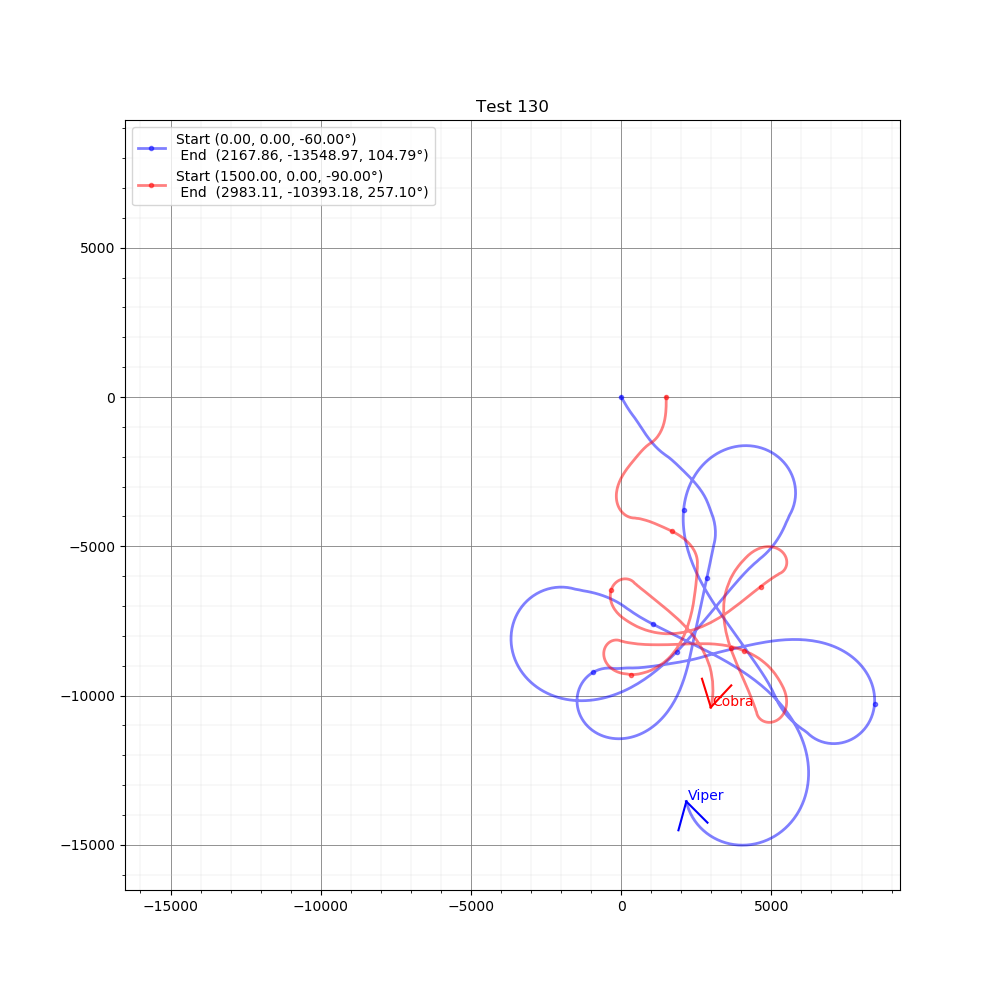 Test 130
Start (0.00, 0.00, -60.00°)
End  (2167.86, -13548.97, 104.79°)
Start (1500.00, 0.00, -90.00°)
End  (2983.11, -10393.18, 257.10°)
5000
0
−5000
−10000
−15000
Cobra
Viper
−15000
−10000
−5000
0
5000